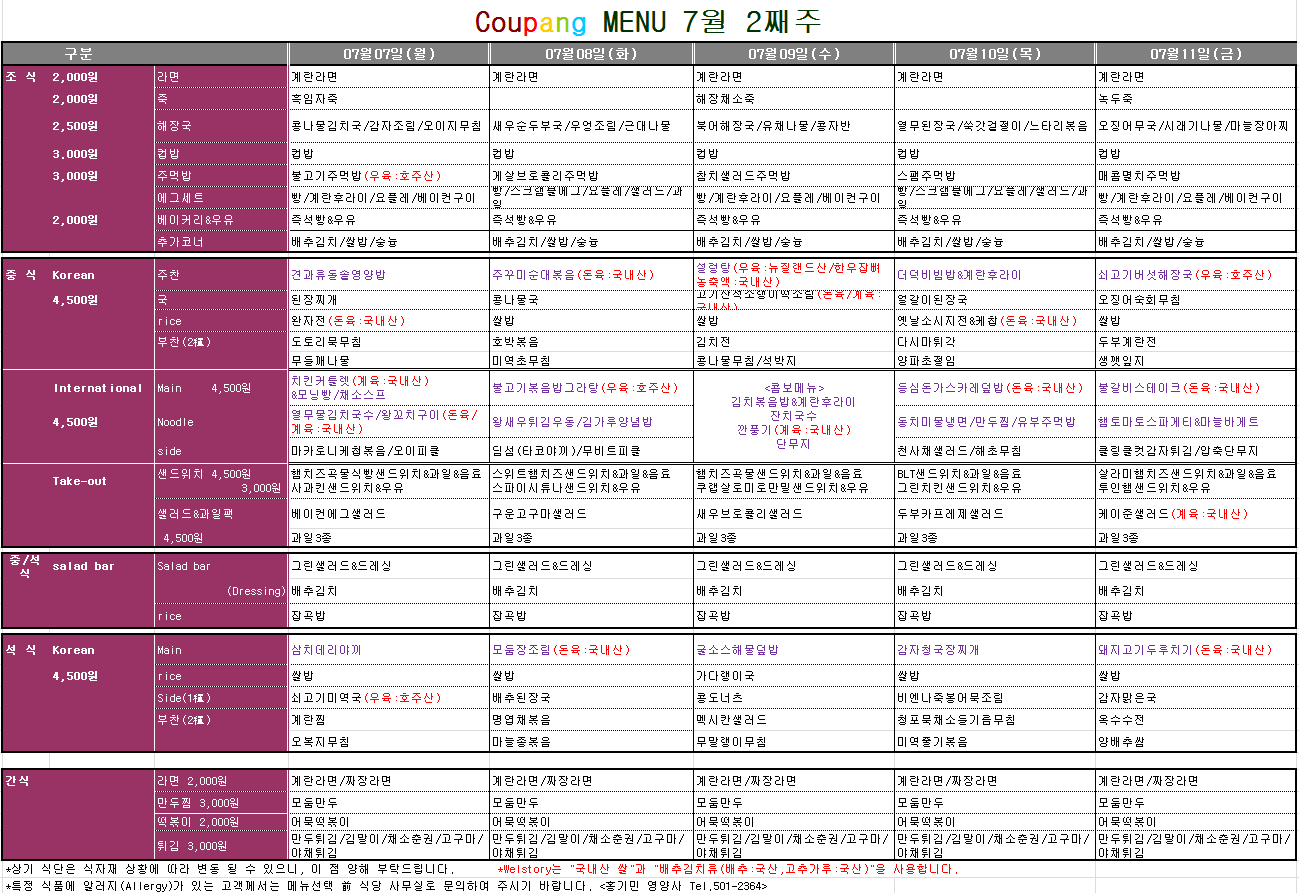 Coupang MENU 7월 2째주
구분 07월07일(월) 07월08일(화) 07월09일(수) 07월10일(목) 07월11일(금)
조 식 2,000원 라면 계란라면 계란라면 계란라면 계란라면 계란라면
2,000원 죽 흑임자죽 해장채소죽 녹두죽
2,500원 해장국 콩나물김치국/감자조림/오이지무침 새우순두부국/우엉조림/근대나물 북어해장국/유채나물/콩자반 열무된장국/쑥갓겉절이/느타리볶음 오징어무국/시래기나물/마늘장아찌
3,000원 컵밥 컵밥 컵밥 컵밥 컵밥 컵밥
3,000원 주먹밥 불고기주먹밥(우육:호주산) 게살브로콜리주먹밥 참치샐러드주먹밥 스팸주먹밥 매콤멸치주먹밥
에그세트 빵/계란후라이/요플레/베이컨구이 빵/스크램블에그/요플레/샐러드/과일 빵/계란후라이/요플레/베이컨구이 빵/스크램블에그/요플레/샐러드/과일 빵/계란후라이/요플레/베이컨구이
2,000원 베이커리&우유 즉석빵&우유 즉석빵&우유 즉석빵&우유 즉석빵&우유 즉석빵&우유
추가코너 배추김치/쌀밥/숭늉 배추김치/쌀밥/숭늉 배추김치/쌀밥/숭늉 배추김치/쌀밥/숭늉 배추김치/쌀밥/숭늉
중 식 Korean 주찬 견과류동솥영양밥 주꾸미순대볶음(돈육:국내산) 설렁탕(우육:뉴질랜드산/한우잡뼈농축액:국내산) 더덕비빔밥&계란후라이 쇠고기버섯해장국(우육:호주산)
4,500원 국 된장찌개 콩나물국 고기산적소떡이떡조림(돈육/계육:국내산) 얼갈이된장국 오징어숙회무침
rice 완자전(돈육:국내산) 쌀밥 쌀밥 옛날소시지전&케찹(돈육:국내산) 쌀밥
부찬(2種) 도토리묵무침 호박볶음 김치전 다시마튀각 두부계란전
무들깨나물 미역초무침 콩나물무침/석박지 양파초절임 생깻잎지
International Main 4,500원 치킨커틀렛(계육:국내산)&모닝빵/채소스프 불고기볶음밥그라탕(우육:호주산) <콤보메뉴> 등심돈가스카레덮밥(돈육:국내산) 불갈비스테이크(돈육:국내산)
김치볶음밥&계란후라이
4,500원 Noodle 열무물김치국수/왕꼬치구이(돈육/계육:국내산) 왕새우튀김우동/김가루양념밥 잔치국수 동치미물냉면/만두찜/유부주먹밥 햄토마토스파게티&마늘바게트
깐풍기(계육:국내산)
단무지
side 마카로니케첩볶음/오이피클 딤섬(타코야끼)/무비트피클 천사채샐러드/해초무침 클링클컷감자튀김/압축단무지
Take-out 샌드위치 4,500원 햄치즈곡물식빵샌드위치&과일&음료 스위트햄치즈샌드위치&과일&음료 햄치즈곡물샌드위치&과일&음료 BLT샌드위치&과일&음료 살라미햄치즈샌드위치&과일&음료
3,000원 사과킨샌드위치&우유 스파이시튜나샌드위치&우유 쿠랩살로미로만밀샌드위치&우유 그린치킨샌드위치&우유 투인햄샌드위치&우유
샐러드&과일팩 베이컨에그샐러드 구운고구마샐러드 새우브로콜리샐러드 두부카프레제샐러드 케이준샐러드(계육:국내산)
4,500원 과일3종 과일3종 과일3종 과일3종 과일3종
중/석식 salad bar Salad bar 그린샐러드&드레싱 그린샐러드&드레싱 그린샐러드&드레싱 그린샐러드&드레싱 그린샐러드&드레싱
(Dressing) 배추김치 배추김치 배추김치 배추김치 배추김치
rice 잡곡밥 잡곡밥 잡곡밥 잡곡밥 잡곡밥
석 식 Korean Main 삼치데리야끼 모둠장조림(돈육:국내산) 굴소스해물덮밥 감자청국장찌개 돼지고기두루치기(돈육:국내산)
4,500원 rice 쌀밥 쌀밥 가다랭이국 쌀밥 쌀밥
Side(1種) 쇠고기미역국(우육:호주산) 배추된장국 콩도너츠 비엔나죽봉어묵조림 감자맑은국
부찬(2種) 계란찜 명엽채볶음 멕시칸샐러드 청포묵채소들기름무침 옥수수전
오복지무침 마늘종볶음 무말랭이무침 미역줄기볶음 양배추쌈
간식 라면 2,000원 계란라면/짜장라면 계란라면/짜장라면 계란라면/짜장라면 계란라면/짜장라면 계란라면/짜장라면
만두찜 3,000원 모둠만두 모둠만두 모둠만두 모둠만두 모둠만두
떡볶이 2,000원 어묵떡볶이 어묵떡볶이 어묵떡볶이 어묵떡볶이 어묵떡볶이
튀김 3,000원 만두튀김/김말이/채소춘권/고구마/야채튀김 만두튀김/김말이/채소춘권/고구마/야채튀김 만두튀김/김말이/채소춘권/고구마/야채튀김 만두튀김/김말이/채소춘권/고구마/야채튀김 만두튀김/김말이/채소춘권/고구마/야채튀김
*상기 식단은 식자재 상황에 따라 변동 될 수 있으니, 이 점 양해 부탁드립니다. *Welstory는 "국내산 쌀"과 "배추김치류(배추:국산,고추가루:국산)"을 사용합니다.
*특정 식품에 알러지(Allergy)가 있는 고객께서는 메뉴선택 前 식당 사무실로 문의하여 주시기 바랍니다. <홍기민 영양사 Tel.501-2364>